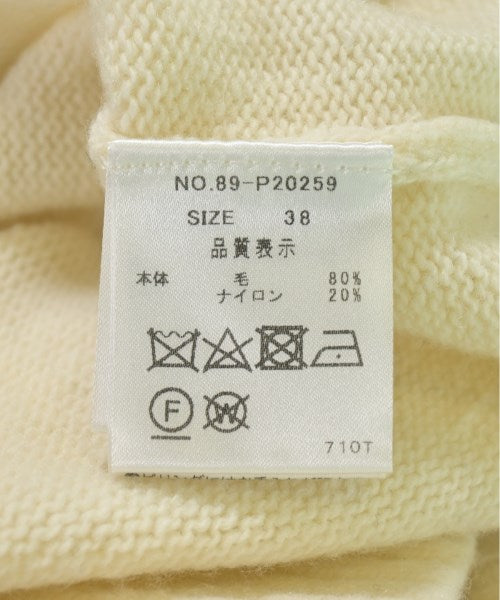 NO.89-P20259
SIZE 38
品質表示
本体 毛 80%
ナイロン 20%
F W
710T